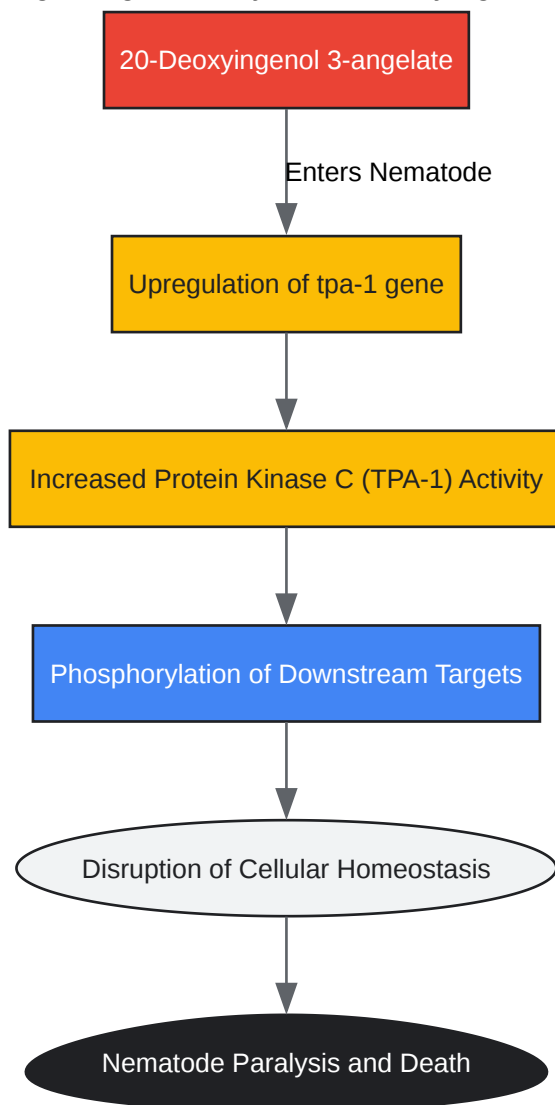 20-Deoxyingenol 3-angelate
Enters Nematode
Upregulation of tpa-1 gene
Increased Protein Kinase C (TPA-1) Activity
Phosphorylation of Downstream Targets
Disruption of Cellular Homeostasis
Nematode Paralysis and Death